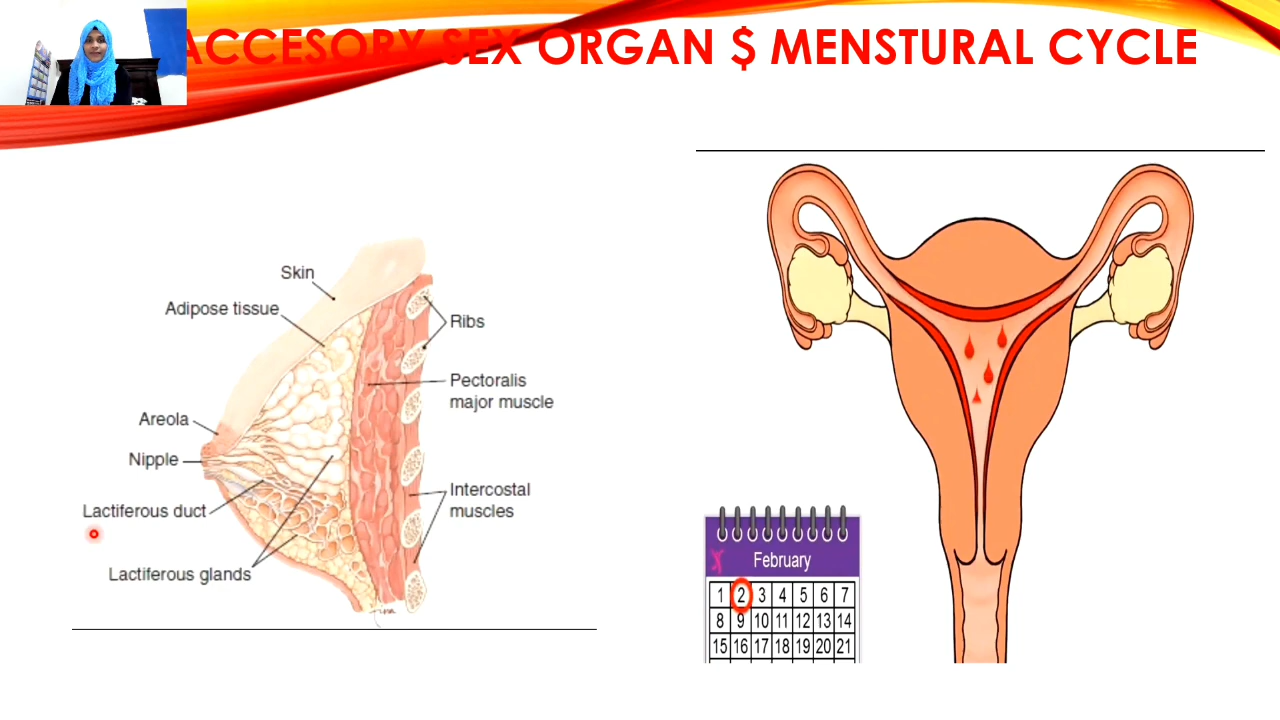 ACCESORY SEX ORGAN $ MENSTURAL CYCLE
Skin
Adipose tissue
Ribs
Pectoralis
major muscle
Areola
Nipple
Intercostal
muscles
Lactiferous duct
Lactiferous glands
February
1 2 3 4 5 6 7
8 9 10 11 12 13 14
15 16 17 18 19 20 21